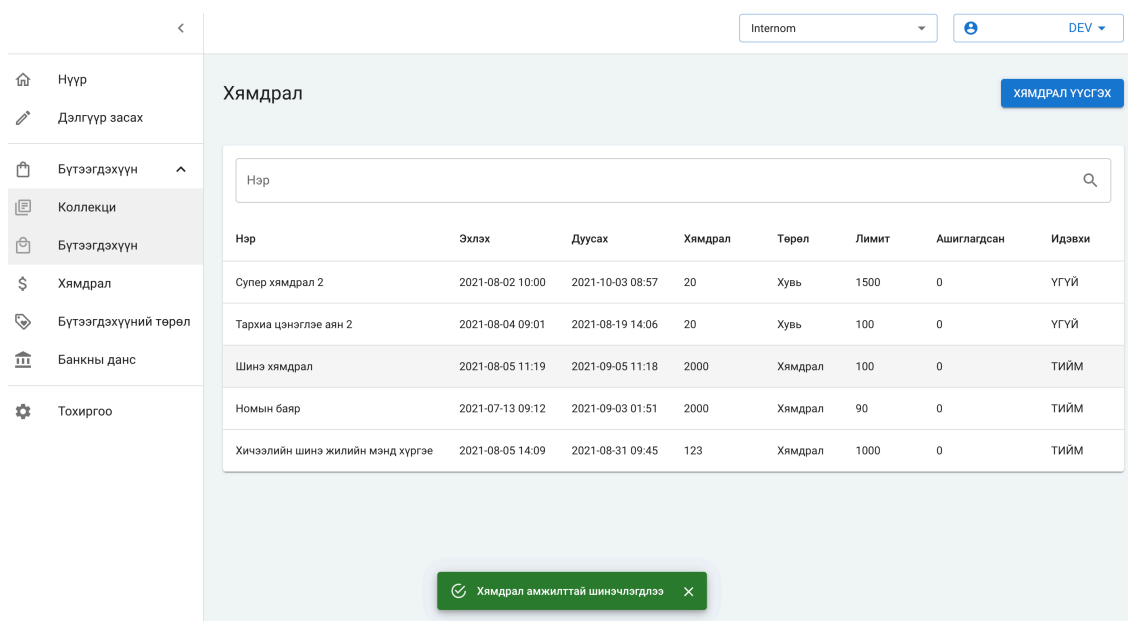 Internom
DEV
Нүүр
Дэлгүүр засах
Бүтээгдэхүүн
Коллекци
Бүтээгдэхүүн
Хямдрал
Бүтээгдэхүүний төрөл
Банкны данс
Тохиргоо
Хямдрал
ХЯМДРАЛ ҮҮСГЭХ
Нэр
Нэр Эхлэх Дуусах Хямдрал Төрөл Лимит Ашиглагдсан Идэвхи
Супер хямдрал 2 2021-08-02 10:00 2021-10-03 08:57 20 Хувь 1500 0 ҮГҮЙ
Тархиа цэнэглэе аян 2 2021-08-04 09:01 2021-08-19 14:06 20 Хувь 100 0 ҮГҮЙ
Шинэ хямдрал 2021-08-05 11:19 2021-09-05 11:18 2000 Хямдрал 100 0 ТИЙМ
Номын баяр 2021-07-13 09:12 2021-09-03 01:51 2000 Хямдрал 90 0 ТИЙМ
Хичээлийн шинэ жилийн мэнд хүргэе 2021-08-05 14:09 2021-08-31 09:45 123 Хямдрал 1000 0 ТИЙМ
Хямдрал амжилттай шинэчлэгдлээ